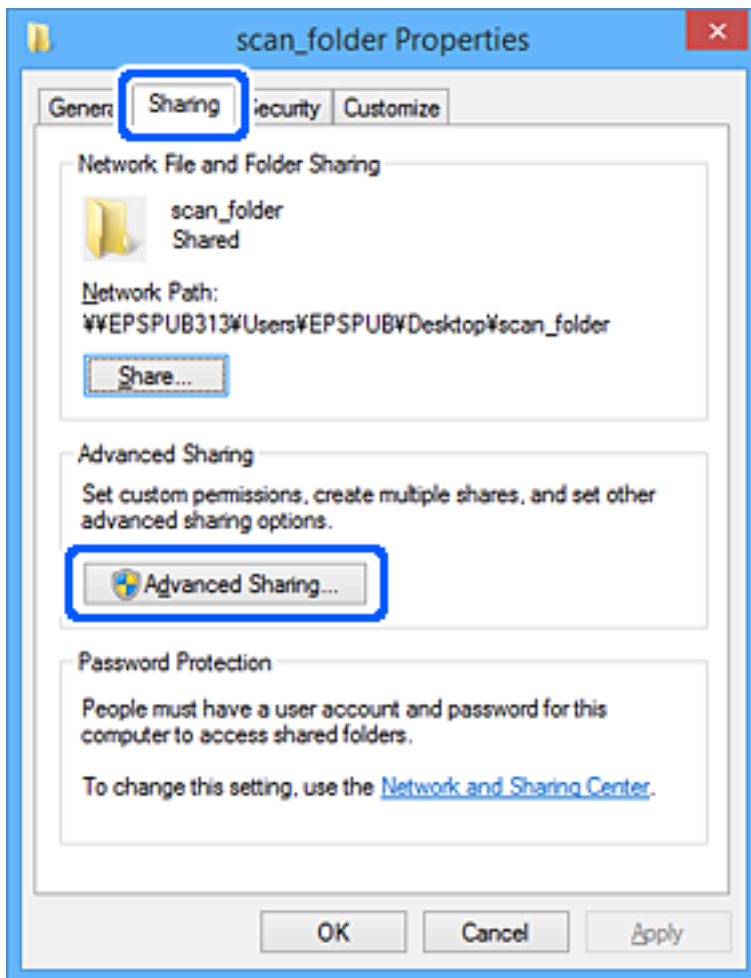 scan_folder Properties
General Sharing Security Customize
Network File and Folder Sharing
scan_folder
Shared
Network Path:
¥¥EPSPUB313¥Users¥EPSPUB¥Desktop¥scan_folder
Share...
Advanced Sharing
Set custom permissions, create multiple shares, and set other
advanced sharing options.
Advanced Sharing...
Password Protection
People must have a user account and password for this
computer to access shared folders.
To change this setting, use the Network and Sharing Center.
OK Cancel Apply